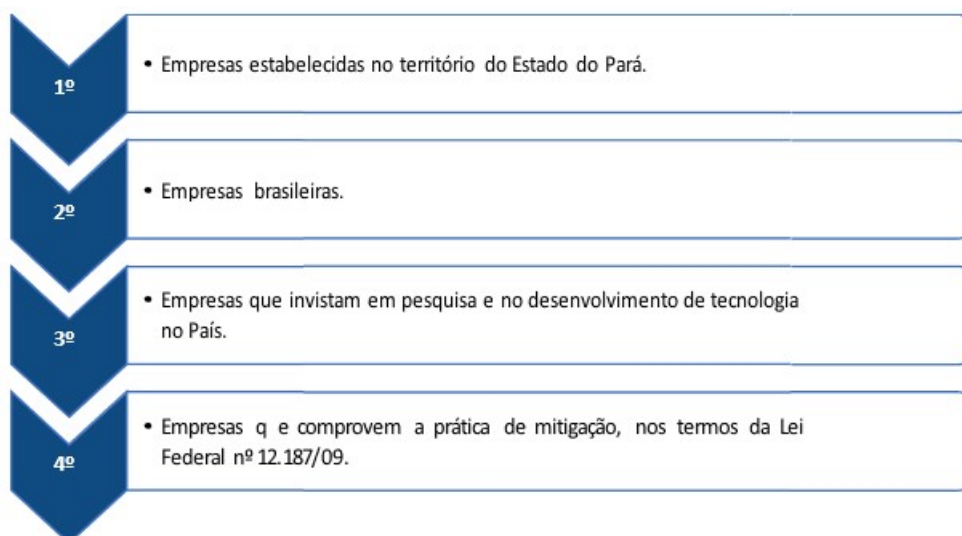 1º
• Empresas estabelecidas no território do Estado do Pará.
2º
• Empresas brasileiras.
3º
• Empresas que invistam em pesquisa e no desenvolvimento de tecnologia
no País.
4º
• Empresas q e comprovem a prática de mitigação, nos termos da Lei
Federal nº 12.187/09.